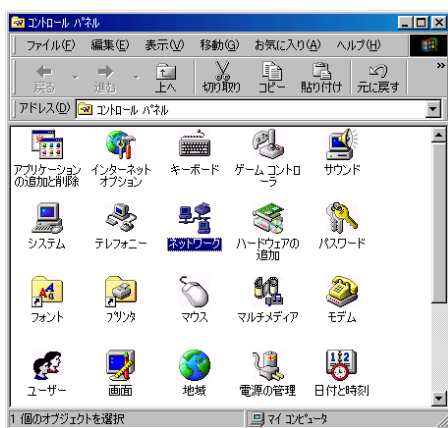 コントロール パネル
ファイル(F) 編集(E) 表示(V) 移動(G) お気に入り(A) ヘルプ(H)
戻る 進む 上へ 切り取り コピー 貼り付け 元に戻す »
アドレス(D) コントロール パネル
アプリケーション
の追加と削除
インターネット
オプション
キーボード
ゲーム コントロ
ーラ
サウンド
システム
テレフォニー
ネットワーク
ハードウェアの
追加
パスワード
フォント
プリンタ
マウス
マルチメディア
モデム
ユーザー
画面
地域
電源の管理
日付と時刻
1 個のオブジェクトを選択 マイ コンピュータ